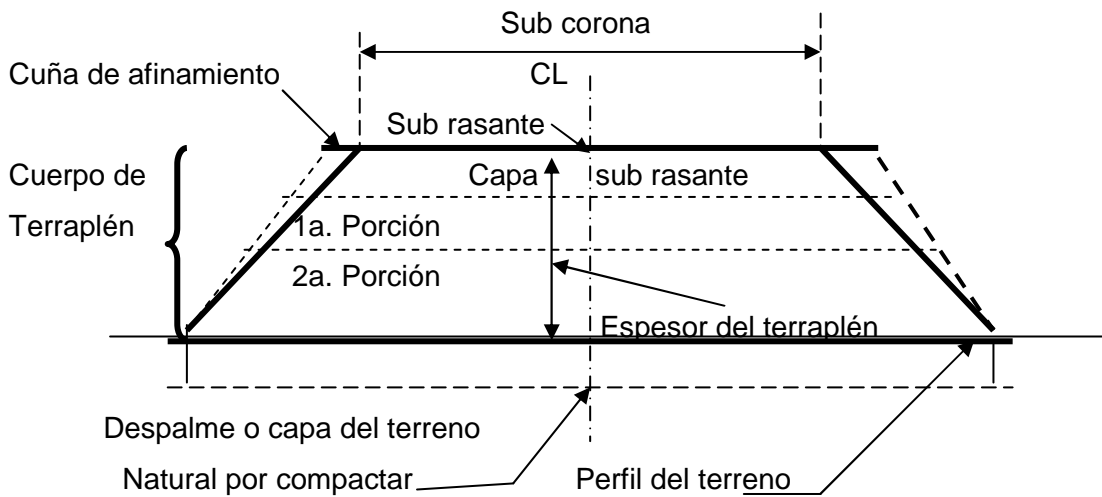 Sub corona
Cuña de afinamiento
CL
Sub rasante
Cuerpo de
Terraplén
Capa sub rasante
1a. Porción
2a. Porción
Espesor del terraplén
Despalme o capa del terreno
Natural por compactar
Perfil del terreno